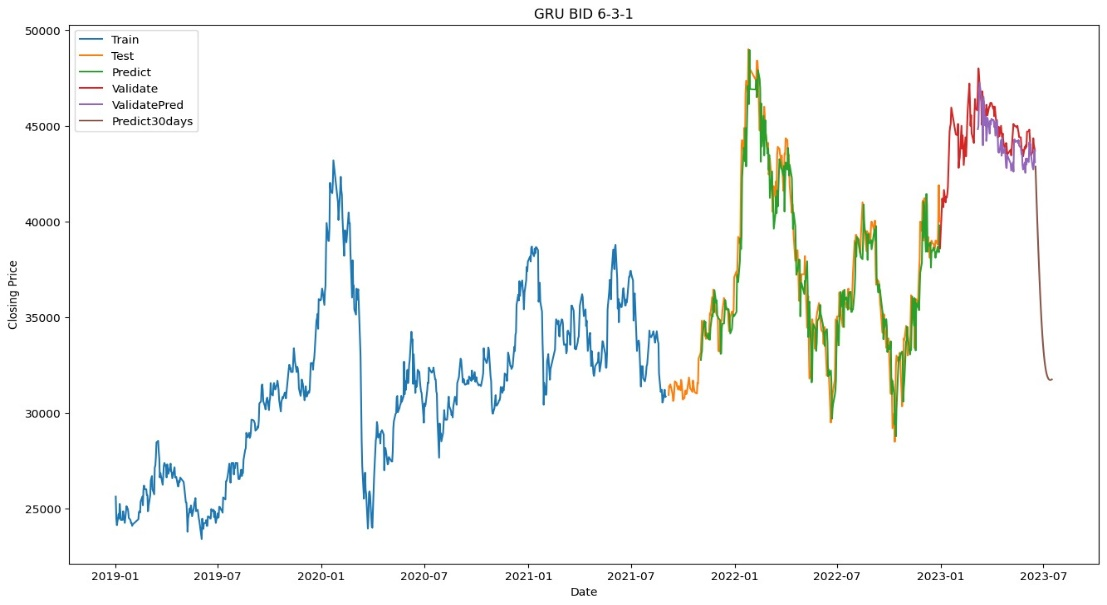 GRU BID 6-3-1
50000
45000
40000
35000
30000
25000
Closing Price
Train
Test
Predict
Validate
ValidatePred
Predict30days
2019-01 2019-07 2020-01 2020-07 2021-01 2021-07 2022-01 2022-07 2023-01 2023-07
Date